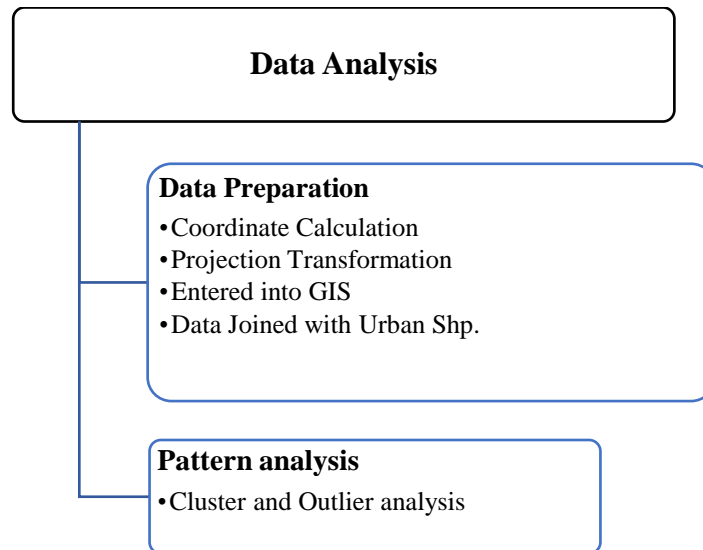 Data Analysis
Data Preparation
•Coordinate Calculation
•Projection Transformation
•Entered into GIS
•Data Joined with Urban Shp.
Pattern analysis
•Cluster and Outlier analysis